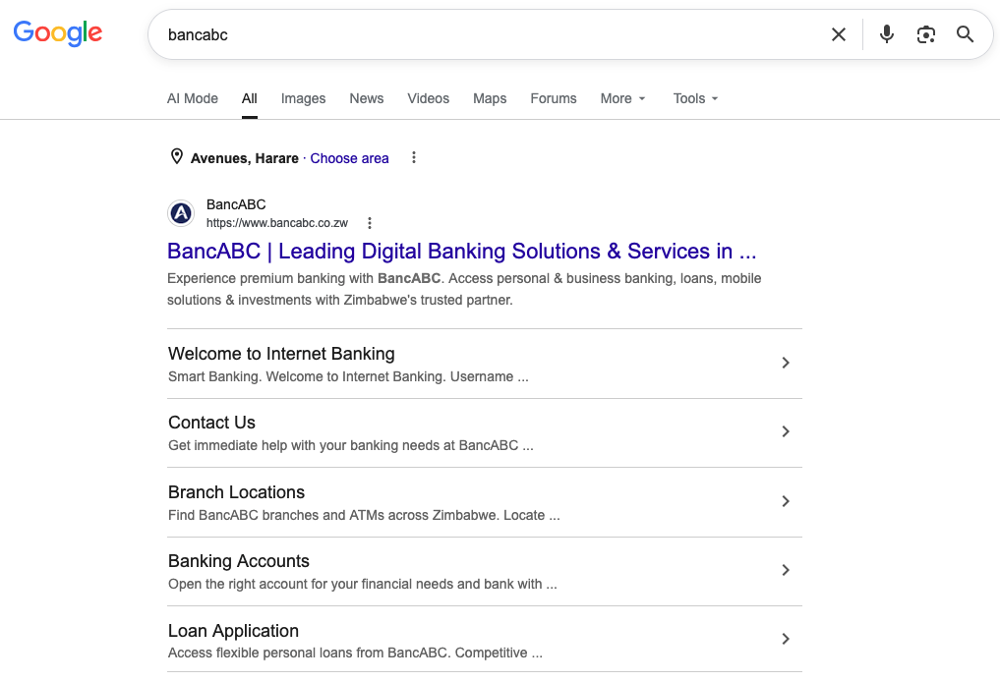 Google
bancabc
AI Mode All Images News Videos Maps Forums More Tools
Avenues, Harare · Choose area
BancABC
https://www.bancabc.co.zw
BancABC | Leading Digital Banking Solutions & Services in ...
Experience premium banking with BancABC. Access personal & business banking, loans, mobile
solutions & investments with Zimbabwe's trusted partner.
Welcome to Internet Banking
Smart Banking. Welcome to Internet Banking. Username ...
Contact Us
Get immediate help with your banking needs at BancABC ...
Branch Locations
Find BancABC branches and ATMs across Zimbabwe. Locate ...
Banking Accounts
Open the right account for your financial needs and bank with ...
Loan Application
Access flexible personal loans from BancABC. Competitive ...